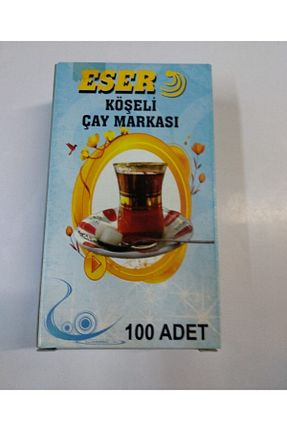 ESER
KÖŞELİ
ÇAY MARKASI
100 ADET